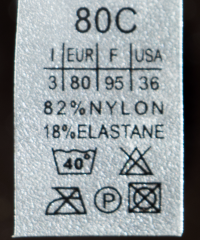 80C
I EUR F USA
3 80 95 36
82% NYLON
18% ELASTANE
40°
P